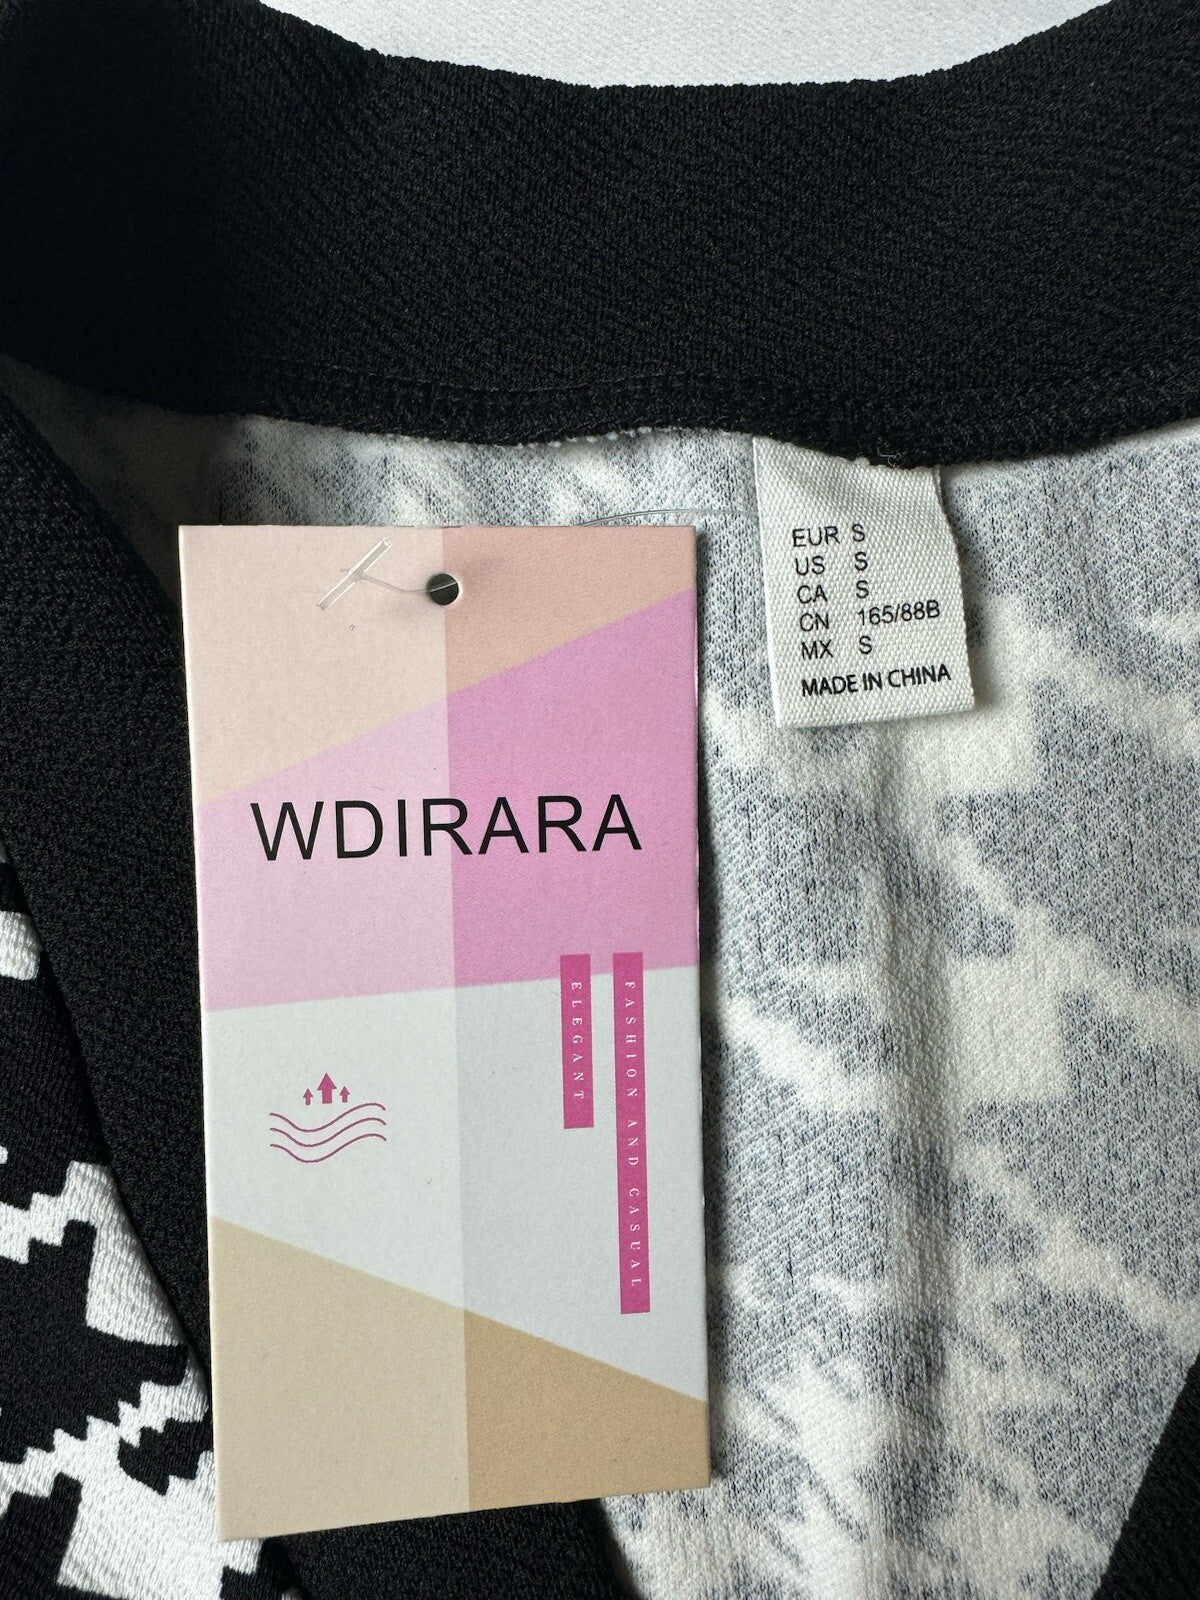 EUR S
US S
CA S
CN 165/88B
MX S
MADE IN CHINA
WDIRARA
ELEGANT
FASHION AND CASUAL